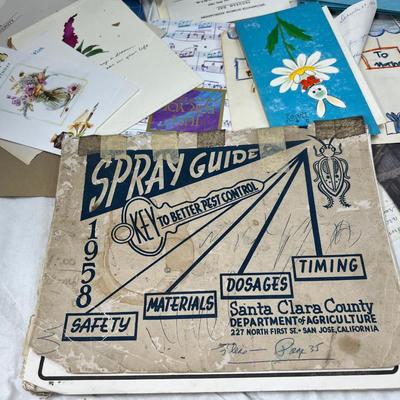 SPRAY GUIDE
KEY TO BETTER PEST CONTROL
1958
SAFETY
MATERIALS
DOSAGES
TIMING
Santa Clara County
DEPARTMENT OF AGRICULTURE
227 NORTH FIRST ST. - SAN JOSE, CALIFORNIA
Page 35